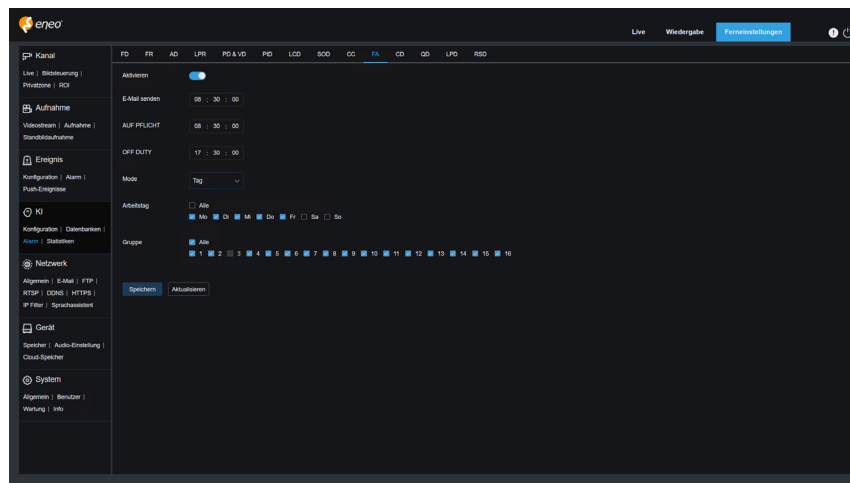 eneo
Live Wiedergabe Ferneinstellungen
Kanal
Live | Bildsteuerung |
Privatzone | ROI
Aufnahme
Videostream | Aufnahme |
Standbildaufnahme
Ereignis
Konfiguration | Alarm |
Push-Ereignisse
KI
Konfiguration | Datenbanken |
Alarm | Statistiken
Netzwerk
Allgemein | E-Mail | FTP |
RTSP | DDNS | HTTPS |
IP Filter | Sprachassistent
Gerät
Speicher | Audio-Einstellung |
Cloud-Speicher
System
Allgemein | Benutzer |
Wartung | Info
FD FR AD LPR PD & VD PID LCD SOD CC FA CD QD LPD RSD
Aktivieren
E-Mail senden 08 : 30 : 00
AUF PFLICHT 08 : 30 : 00
OFF DUTY 17 : 30 : 00
Mode Tag
Arbeitstag Alle
Mo Di Mi Do Fr Sa So
Gruppe Alle
1 2 3 4 5 6 7 8 9 10 11 12 13 14 15 16
Speichern Aktualisieren